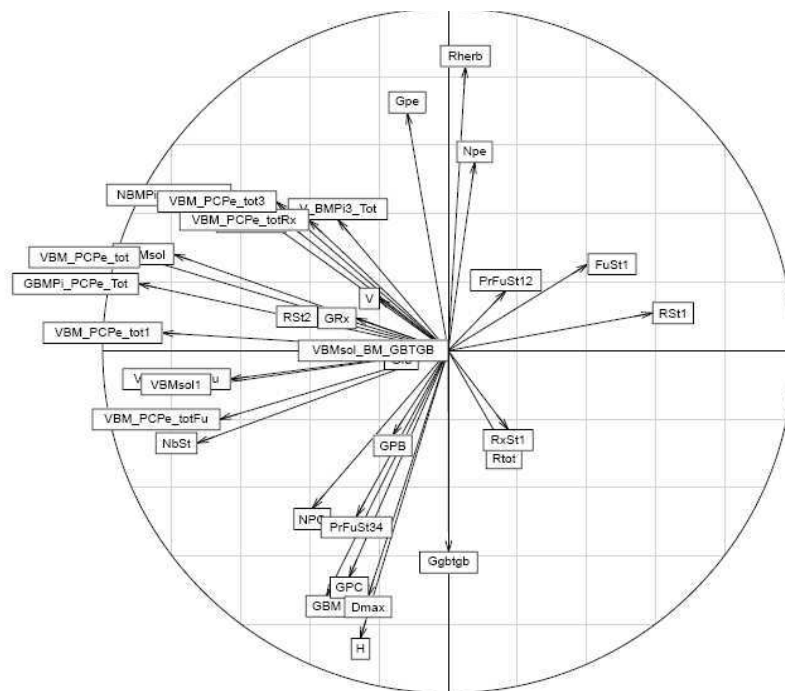 Rherb
Gpe
Npe
VBM_PCPe_tot3
V_BMPi3_Tot
VBM_PCPe_totRx
VBM_PCPe_tot
FuSt1
GBMPi_PCPe_Tot
PrFuSt12
V
RSt2
GRx
RSt1
VBM_PCPe_tot1
VBMsol_BM_GBTGB
VBMsol1
VBM_PCPe_totFu
NbSt
GPB
RxSt1
Rtot
PrFuSt34
Ggbtgb
GPC
GBM
Dmax
H